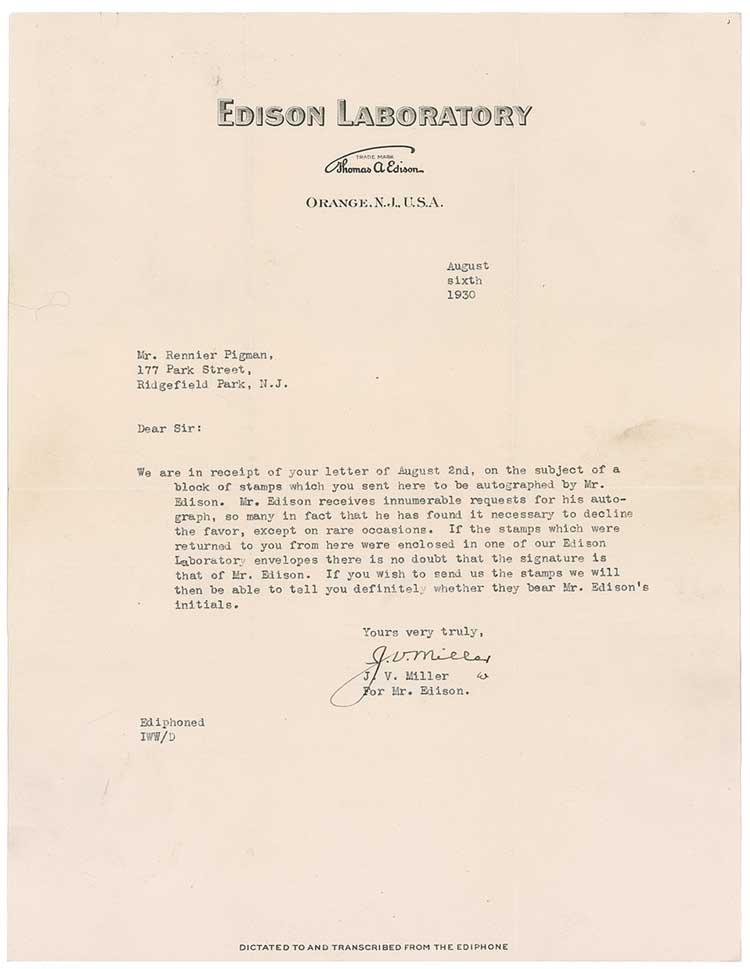 EDISON LABORATORY
TRADE MARK
Thomas A Edison
ORANGE, N.J., U.S.A.
August
sixth
1930
Mr. Rennier Pigman,
177 Park Street,
Ridgefield Park, N.J.
Dear Sir:
We are in receipt of your letter of August 2nd, on the subject of a
block of stamps which you sent here to be autographed by Mr.
Edison. Mr. Edison receives innumerable requests for his auto-
graph, so many in fact that he has found it necessary to decline
the favor, except on rare occasions. If the stamps which were
returned to you from here were enclosed in one of our Edison
Laboratory envelopes there is no doubt that the signature is
that of Mr. Edison. If you wish to send us the stamps we will
then be able to tell you definitely whether they bear Mr. Edison's
initials.
Yours very truly,
J.V. Miller
J. V. Miller
For Mr. Edison.
Ediphoned
IWW/D
DICTATED TO AND TRANSCRIBED FROM THE EDIPHONE